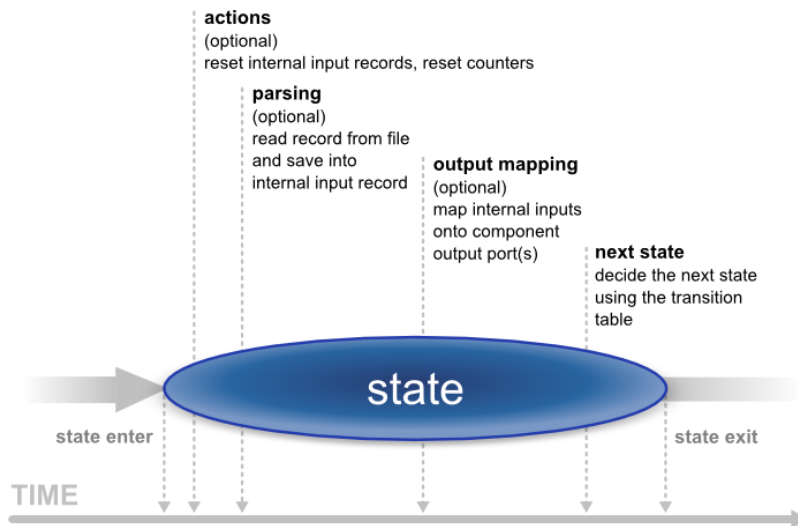 actions
(optional)
reset internal input records, reset counters
parsing
(optional)
read record from file
and save into
internal input record
output mapping
(optional)
map internal inputs
onto component
output port(s)
next state
decide the next state
using the transition
table
state
state enter
state exit
TIME